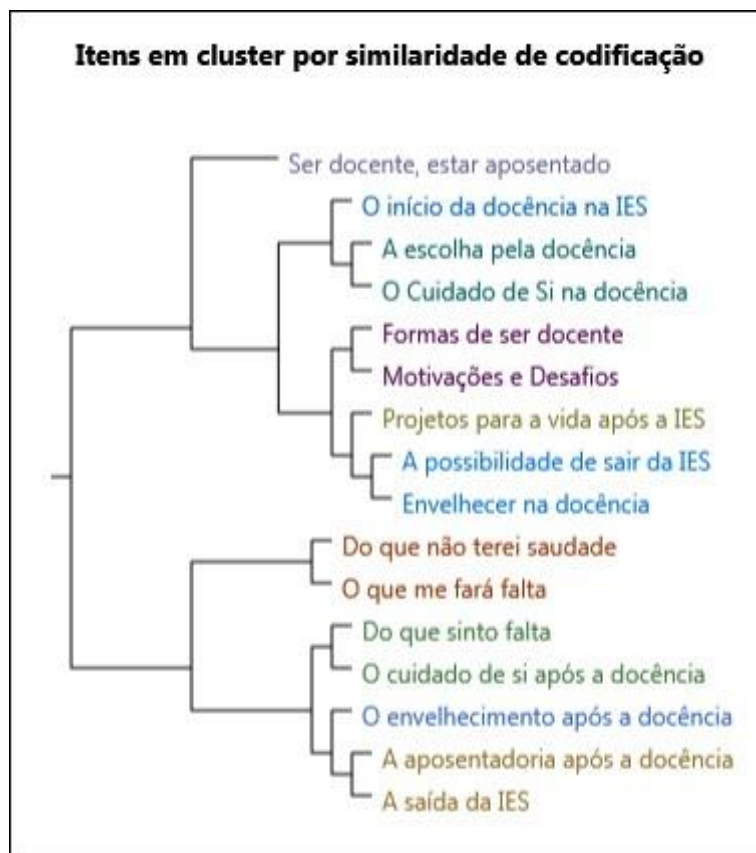 Itens em cluster por similaridade de codificação
Ser docente, estar aposentado
O início da docência na IES
A escolha pela docência
O Cuidado de Si na docência
Formas de ser docente
Motivações e Desafios
Projetos para a vida após a IES
A possibilidade de sair da IES
Envelhecer na docência
Do que não terei saudade
O que me fará falta
Do que sinto falta
O cuidado de si após a docência
O envelhecimento após a docência
A aposentadoria após a docência
A saída da IES